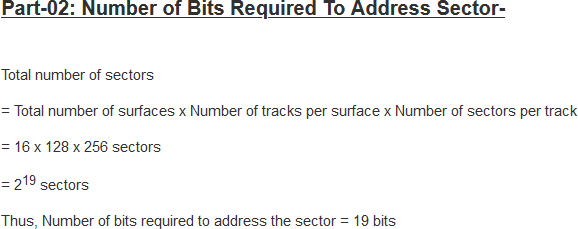 Part-02: Number of Bits Required To Address Sector-
Total number of sectors
= Total number of surfaces x Number of tracks per surface x Number of sectors per track
= 16 x 128 x 256 sectors
= 2¹⁹ sectors
Thus, Number of bits required to address the sector = 19 bits